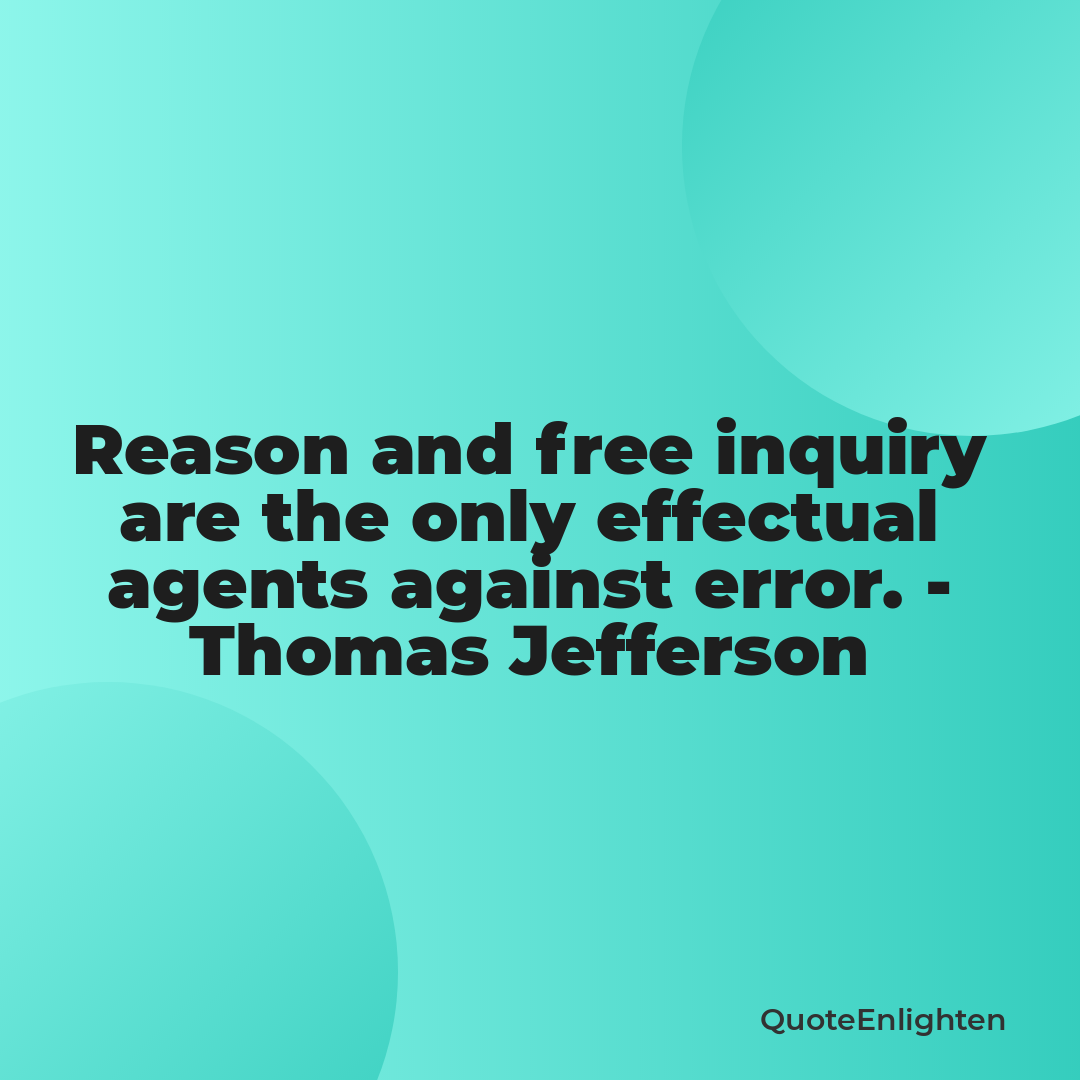 Reason and free inquiry
are the only effectual
agents against error. -
Thomas Jefferson
QuoteEnlighten